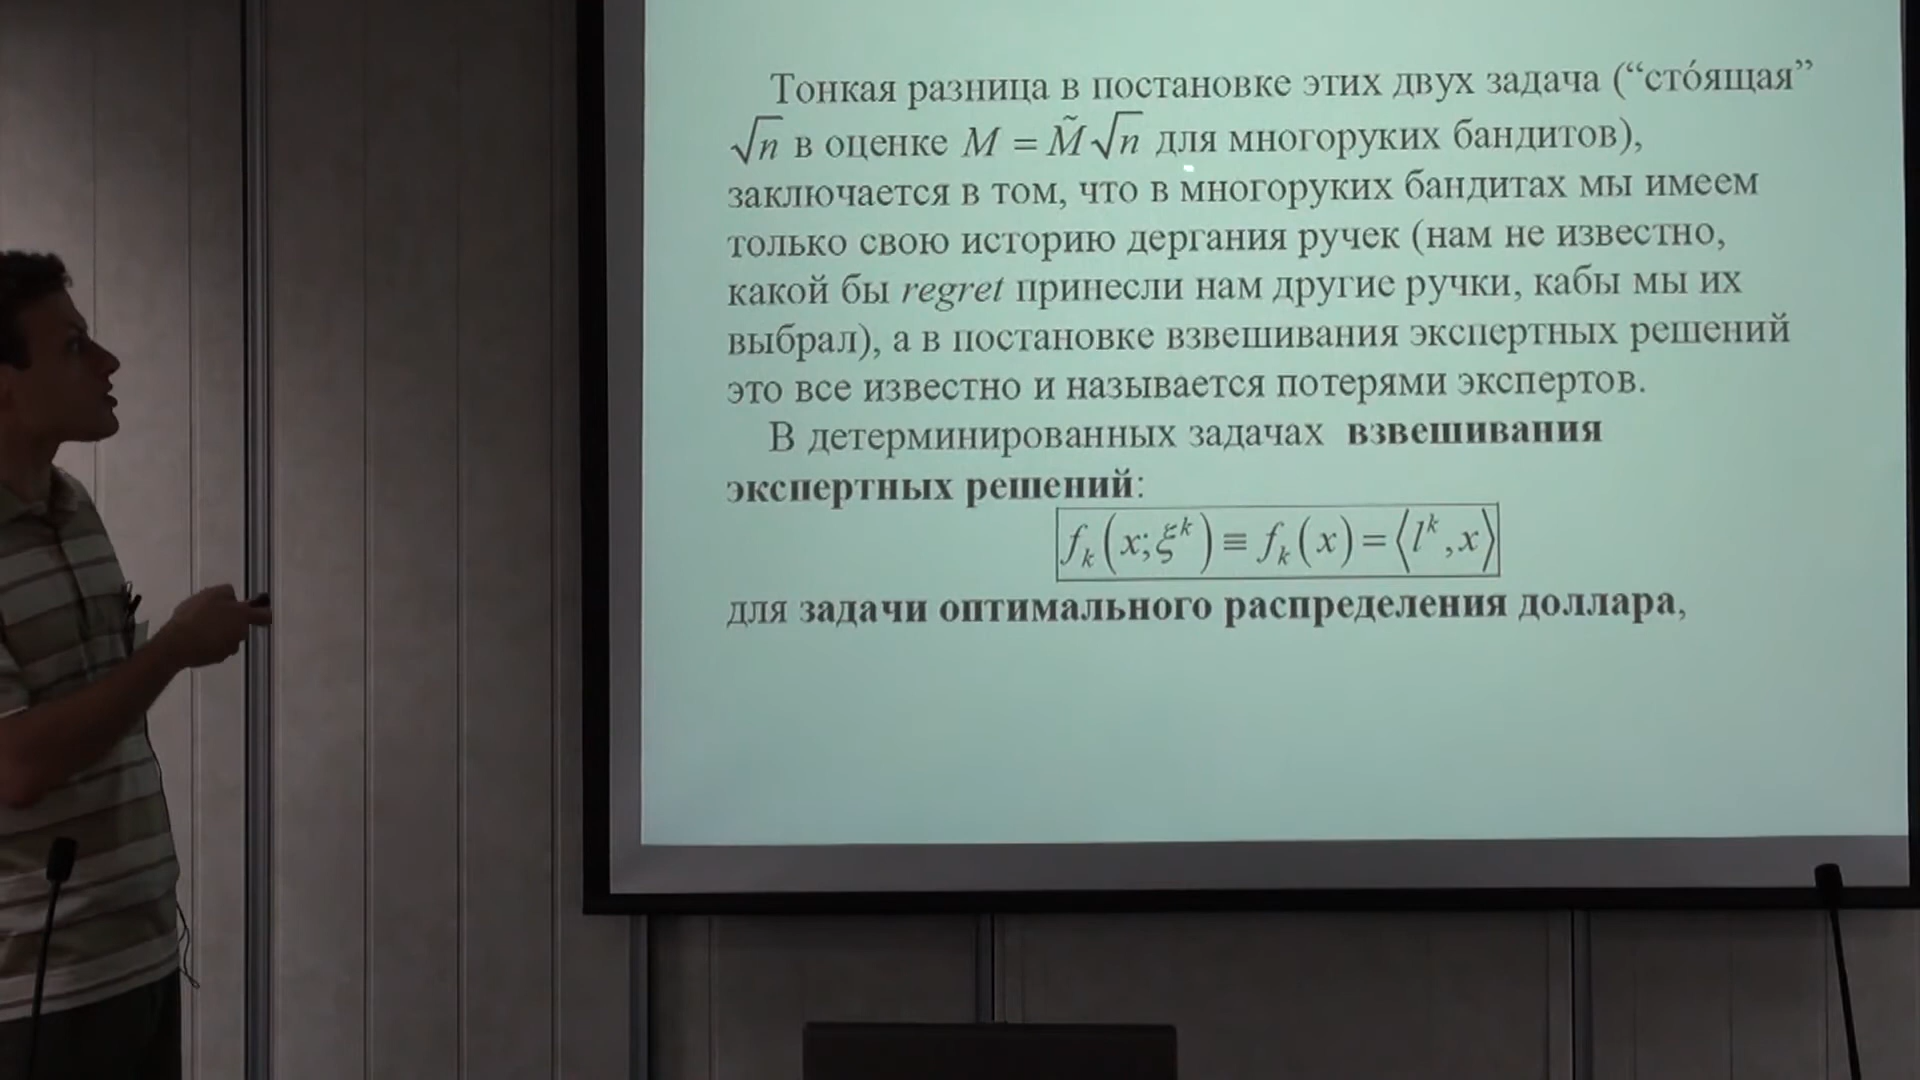 Тонкая разница в постановке этих двух задача (“сто́ящая”
√n в оценке M = M̃√n для многоруких бандитов),
заключается в том, что в многоруких бандитах мы имеем
только свою историю дергания ручек (нам не известно,
какой бы regret принесли нам другие ручки, кабы мы их
выбрал), а в постановке взвешивания экспертных решений
это все известно и называется потерями экспертов.
В детерминированных задачах взвешивания
экспертных решений:
f_k(x;ξ^k) ≡ f_k(x) = ⟨l^k, x⟩
для задачи оптимального распределения доллара,